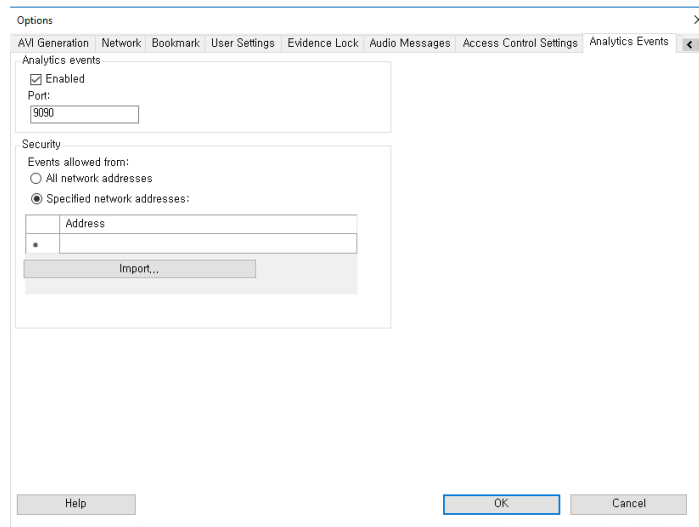 Options
AVI Generation Network Bookmark User Settings Evidence Lock Audio Messages Access Control Settings Analytics Events
Analytics events
Enabled
Port:
9090
Security
Events allowed from:
All network addresses
Specified network addresses:
Address
Import...
Help OK Cancel